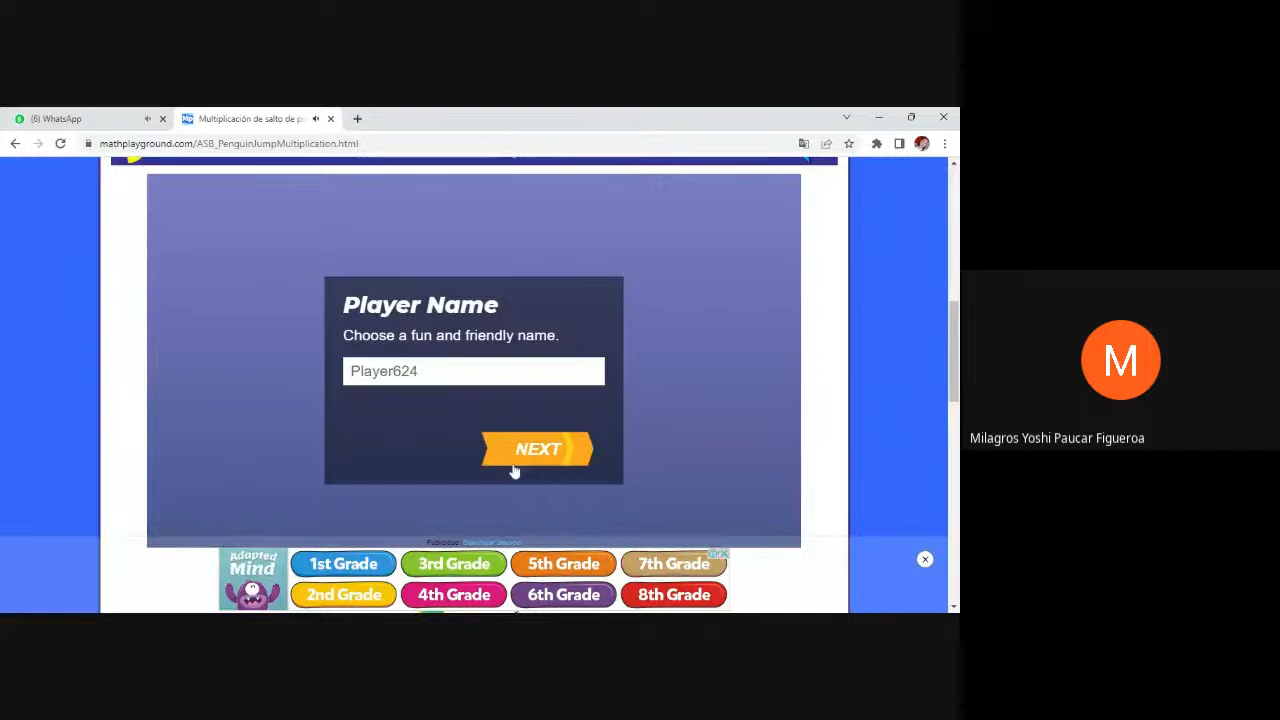 (6) WhatsApp
Multiplicación de salto de pi
mathplayground.com/ASB_PenguinJumpMultiplication.html
Player Name
Choose a fun and friendly name.
Player624
NEXT
M
Milagros Yoshi Paucar Figueroa
Adapted
Mind
1st Grade
3rd Grade
5th Grade
7th Grade
2nd Grade
4th Grade
6th Grade
8th Grade